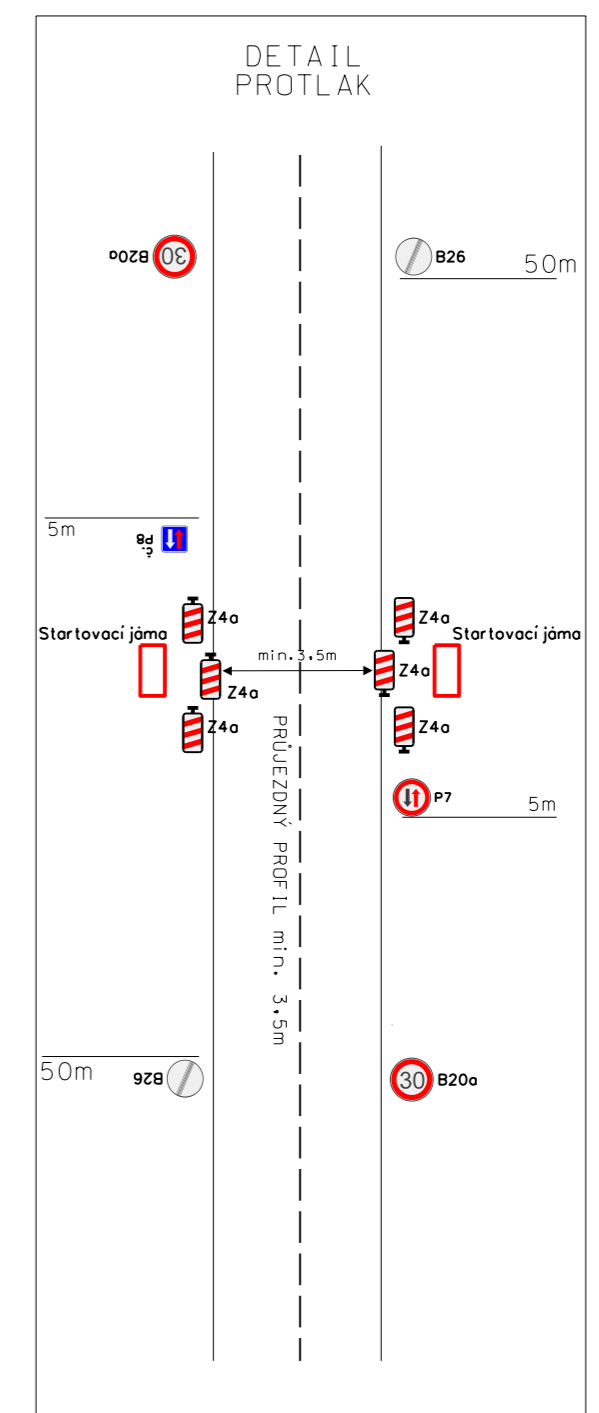 DETAIL
PROTLAK
B20a
30
B26
50m
5m
č.
P8
Z4a
Z4a
Startovací jáma
Startovací jáma
min.3,5m
Z4a
Z4a
Z4a
Z4a
PRŮJEZDNÝ PROFIL min. 3,5m
P7
5m
50m
B26
30
B20a